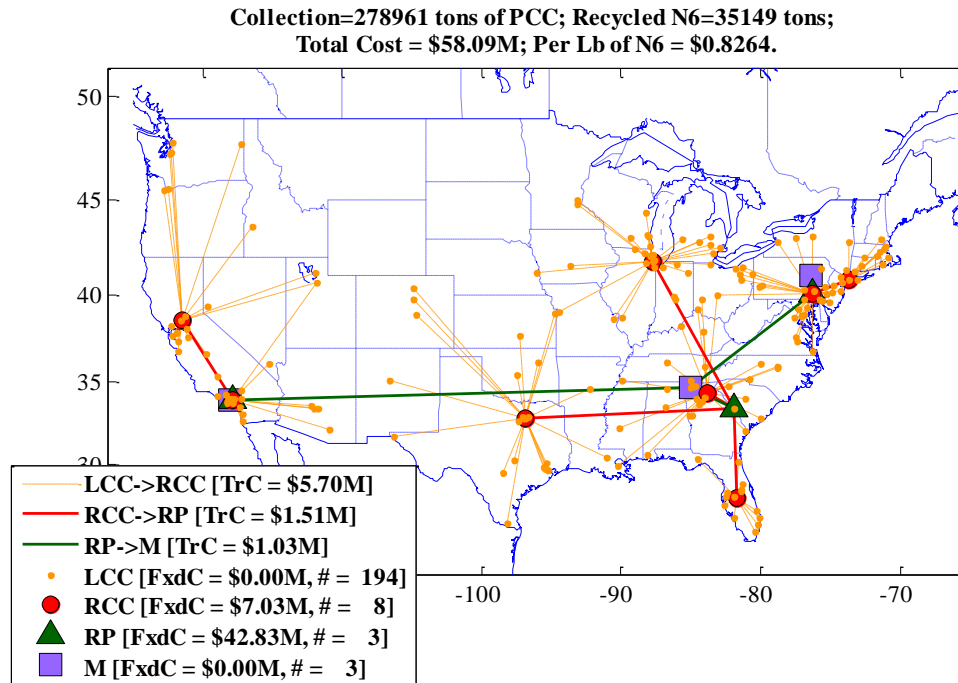 Collection=278961 tons of PCC; Recycled N6=35149 tons;
Total Cost = $58.09M; Per Lb of N6 = $0.8264.
50
45
40
35
30
-100
-90
-80
-70
LCC->RCC [TrC = $5.70M]
RCC->RP [TrC = $1.51M]
RP->M [TrC = $1.03M]
LCC [FxdC = $0.00M, # = 194]
RCC [FxdC = $7.03M, # = 8]
RP [FxdC = $42.83M, # = 3]
M [FxdC = $0.00M, # = 3]